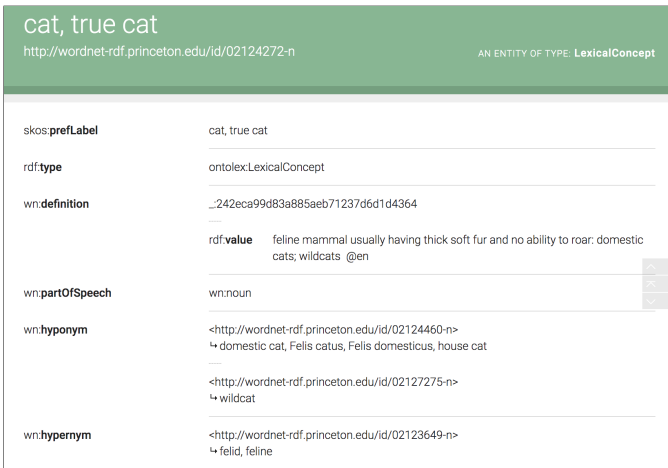 cat, true cat
http://wordnet-rdf.princeton.edu/id/02124272-n
AN ENTITY OF TYPE: LexicalConcept
skos:prefLabel cat, true cat
rdf:type ontolex:LexicalConcept
wn:definition _:242eca99d83a885aeb71237d6d1d4364
rdf:value feline mammal usually having thick soft fur and no ability to roar: domestic
cats; wildcats @en
wn:partOfSpeech wn:noun
wn:hyponym <http://wordnet-rdf.princeton.edu/id/02124460-n>
↳ domestic cat, Felis catus, Felis domesticus, house cat
<http://wordnet-rdf.princeton.edu/id/02127275-n>
↳ wildcat
wn:hypernym <http://wordnet-rdf.princeton.edu/id/02123649-n>
↳ felid, feline